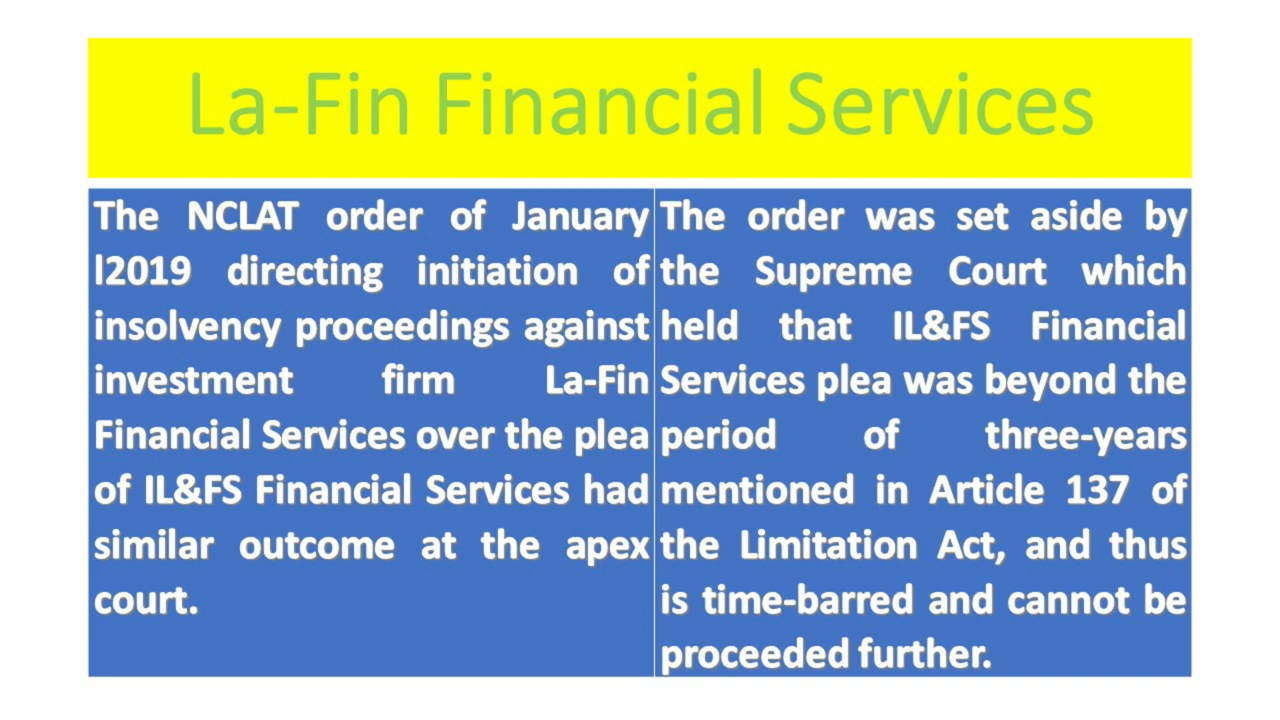 La-Fin Financial Services
The NCLAT order of January
l2019 directing initiation of
insolvency proceedings against
investment firm La-Fin
Financial Services over the plea
of IL&FS Financial Services had
similar outcome at the apex
court.
The order was set aside by
the Supreme Court which
held that IL&FS Financial
Services plea was beyond the
period of three-years
mentioned in Article 137 of
the Limitation Act, and thus
is time-barred and cannot be
proceeded further.